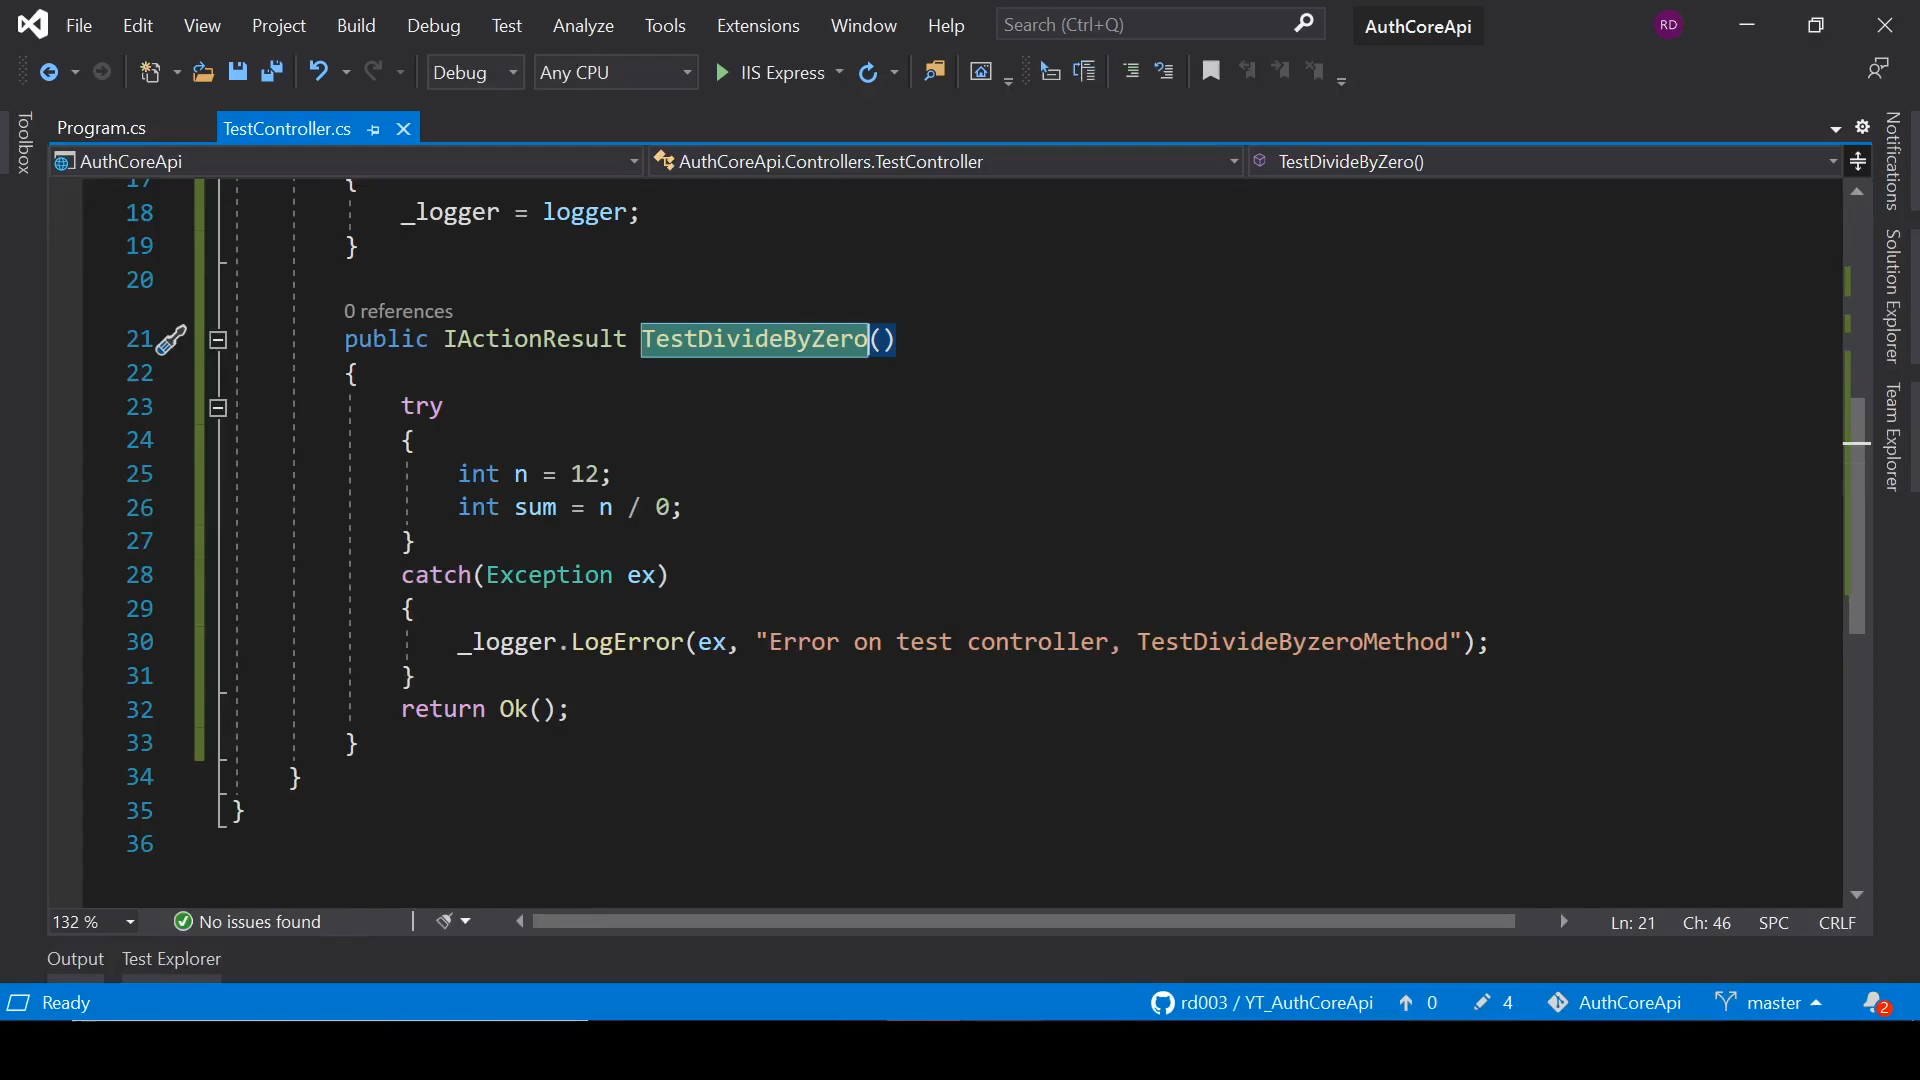 File Edit View Project Build Debug Test Analyze Tools Extensions Window Help Search (Ctrl+Q) AuthCoreApi RD
Debug Any CPU IIS Express
Toolbox
Program.cs TestController.cs
AuthCoreApi AuthCoreApi.Controllers.TestController TestDivideByZero()
Notifications
Solution Explorer
Team Explorer
17 {
18 _logger = logger;
19 }
20
0 references
21 public IActionResult TestDivideByZero()
22 {
23 try
24 {
25 int n = 12;
26 int sum = n / 0;
27 }
28 catch(Exception ex)
29 {
30 _logger.LogError(ex, "Error on test controller, TestDivideByzeroMethod");
31 }
32 return Ok();
33 }
34 }
35 }
36
132 % No issues found Ln: 21 Ch: 46 SPC CRLF
Output Test Explorer
Ready rd003 / YT_AuthCoreApi 0 4 AuthCoreApi master 2